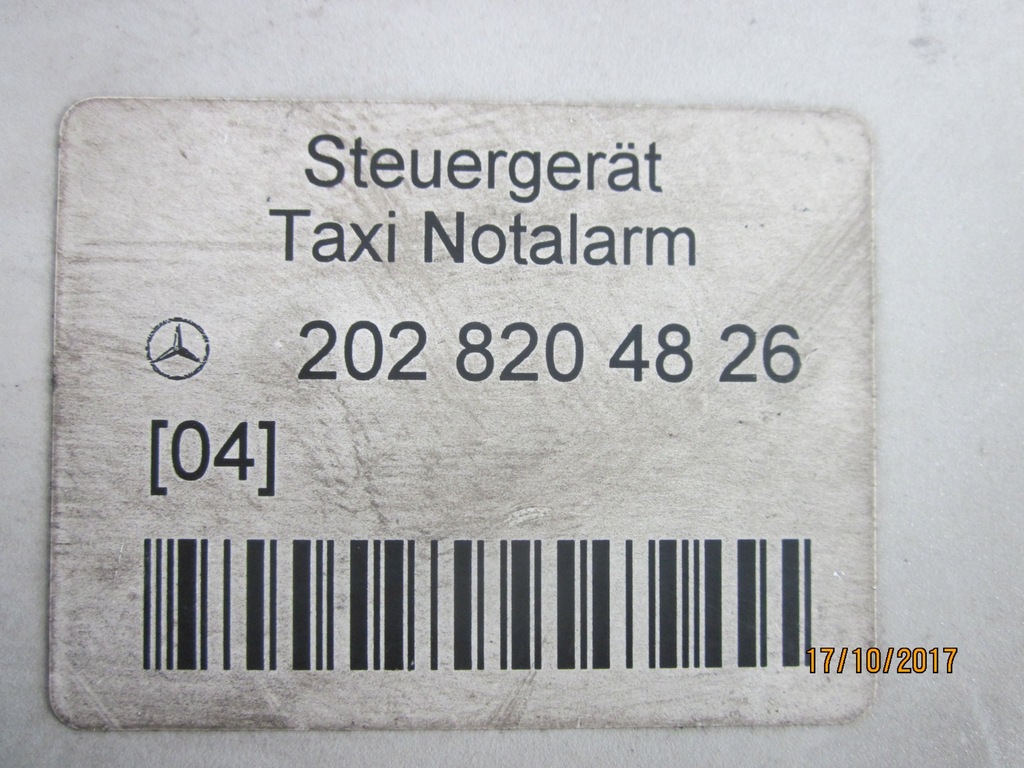 Steuergerät
Taxi Notalarm
202 820 48 26
[04]
17/10/2017